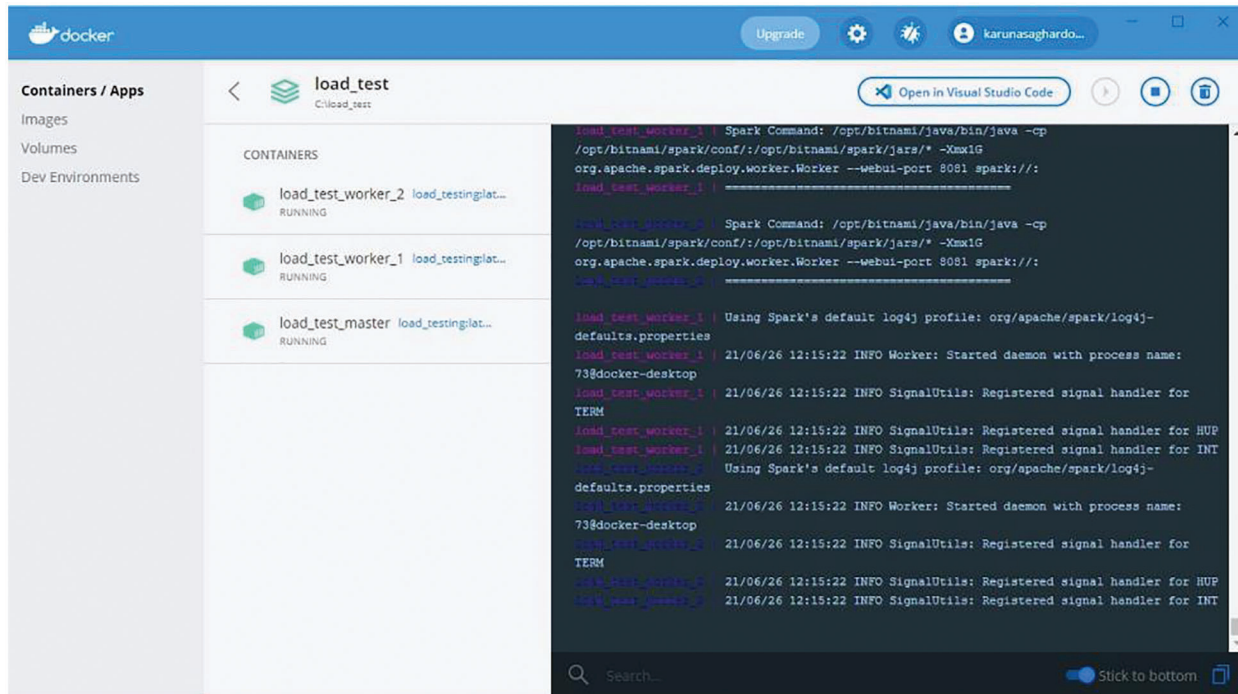 docker
Upgrade
karunasaghardo...
Containers / Apps
Images
Volumes
Dev Environments
load_test
C:\load_test
Open in Visual Studio Code
CONTAINERS
load_test_worker_2 load_testing:lat...
RUNNING
load_test_worker_1 load_testing:lat...
RUNNING
load_test_master load_testing:lat...
RUNNING
load_test_worker_1 | Spark Command: /opt/bitnami/java/bin/java -cp
/opt/bitnami/spark/conf/:/opt/bitnami/spark/jars/* -Xmx1G
org.apache.spark.deploy.worker.Worker --webui-port 8081 spark://:
load_test_worker_1 | ========================================
load_test_worker_2 | Spark Command: /opt/bitnami/java/bin/java -cp
/opt/bitnami/spark/conf/:/opt/bitnami/spark/jars/* -Xmx1G
org.apache.spark.deploy.worker.Worker --webui-port 8081 spark://:
load_test_worker_2 | ========================================
load_test_worker_1 | Using Spark's default log4j profile: org/apache/spark/log4j-
defaults.properties
load_test_worker_1 | 21/06/26 12:15:22 INFO Worker: Started daemon with process name:
73@docker-desktop
load_test_worker_1 | 21/06/26 12:15:22 INFO SignalUtils: Registered signal handler for
TERM
load_test_worker_1 | 21/06/26 12:15:22 INFO SignalUtils: Registered signal handler for HUP
load_test_worker_1 | 21/06/26 12:15:22 INFO SignalUtils: Registered signal handler for INT
load_test_worker_2 | Using Spark's default log4j profile: org/apache/spark/log4j-
defaults.properties
load_test_worker_2 | 21/06/26 12:15:22 INFO Worker: Started daemon with process name:
73@docker-desktop
load_test_worker_2 | 21/06/26 12:15:22 INFO SignalUtils: Registered signal handler for
TERM
load_test_worker_2 | 21/06/26 12:15:22 INFO SignalUtils: Registered signal handler for HUP
load_test_worker_2 | 21/06/26 12:15:22 INFO SignalUtils: Registered signal handler for INT
Search...
Stick to bottom